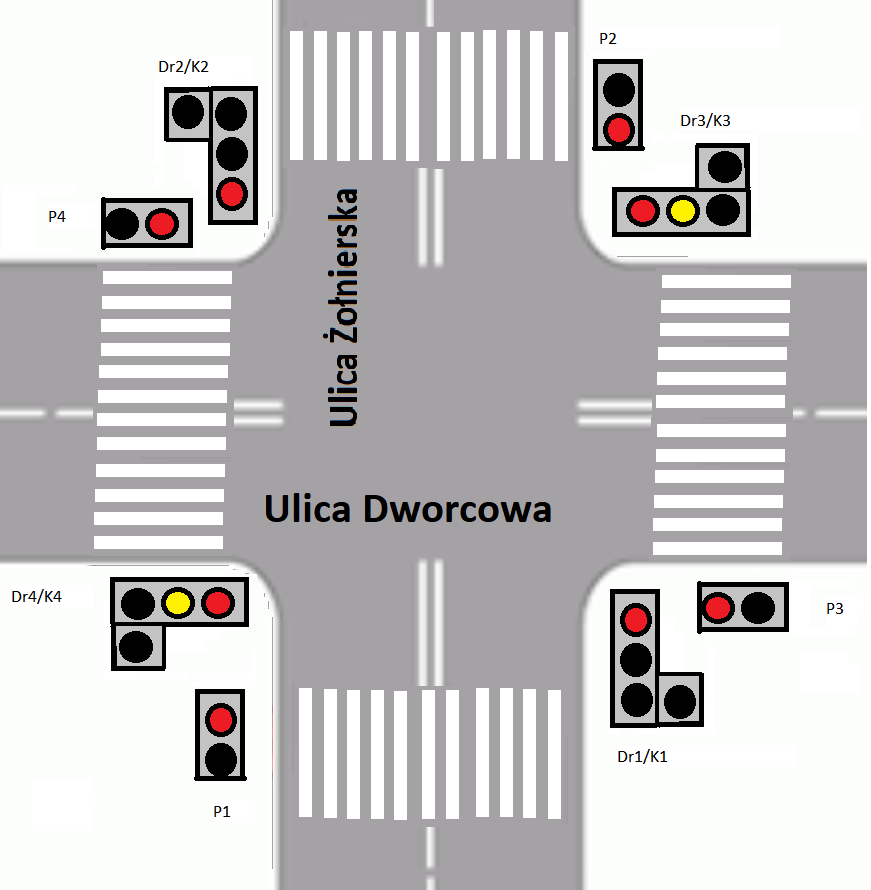 P2
Dr2/K2
Dr3/K3
P4
Ulica Żołnierska
Ulica Dworcowa
Dr4/K4
P3
Dr1/K1
P1